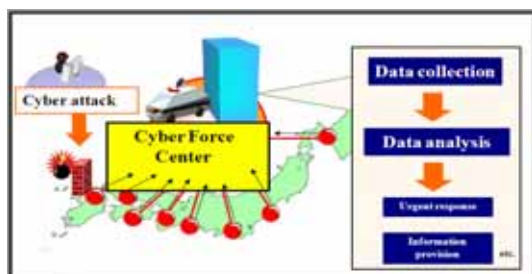 Cyber attack
Cyber Force
Center
Data collection
Data analysis
Urgent response
Information
provision
etc.